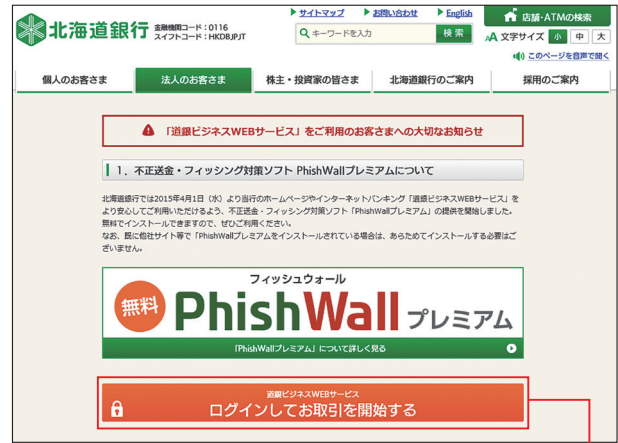 北海道銀行 金融機関コード：0116
スイフトコード：HKDBJPJT
サイトマップ お問い合わせ English
店舗・ATMの検索
キーワードを入力 検索
AA 文字サイズ 小 中 大
このページを音声で聞く
個人のお客さま 法人のお客さま 株主・投資家の皆さま 北海道銀行のご案内 採用のご案内
「道銀ビジネスWEBサービス」をご利用のお客さまへの大切なお知らせ
1．不正送金・フィッシング対策ソフト PhishWallプレミアムについて
北海道銀行では2015年4月1日（水）より当行のホームページやインターネットバンキング「道銀ビジネスWEBサービス」を
より安心してご利用いただけるよう、不正送金・フィッシング対策ソフト「PhishWallプレミアム」の提供を開始しました。
無料でインストールできますので、ぜひご利用ください。
なお、既に他社サイト等で「PhishWallプレミアムをインストールされている場合は、あらためてインストールする必要はご
ざいません。
フィッシュウォール
無料 PhishWall プレミアム
「PhishWallプレミアム」について詳しく見る
道銀ビジネスWEBサービス
ログインしてお取引を開始する